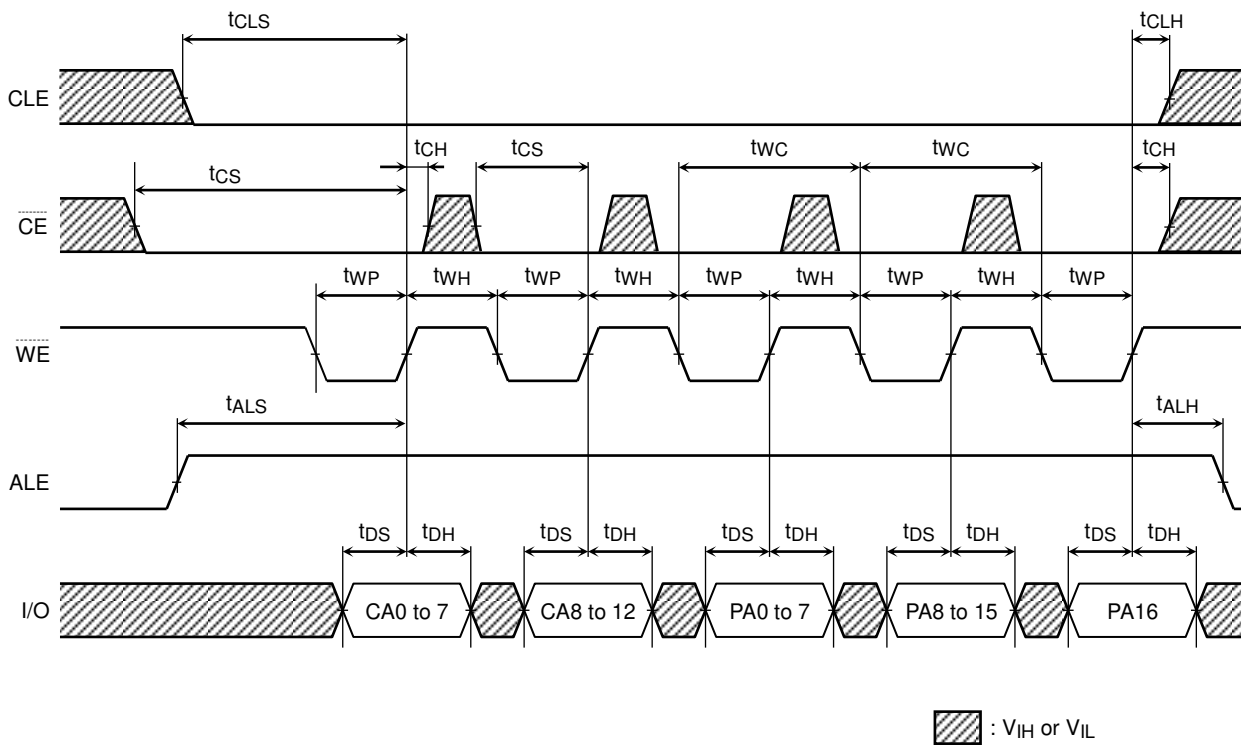 tCLS tCLH
CLE
tCH tCS tWC tWC tCH
tCS
CE
tWP tWH tWP tWH tWP tWH tWP tWH tWP
WE
tALS tALH
ALE
tDS tDH tDS tDH tDS tDH tDS tDH tDS tDH
I/O CA0 to 7 CA8 to 12 PA0 to 7 PA8 to 15 PA16
: VIH or VIL